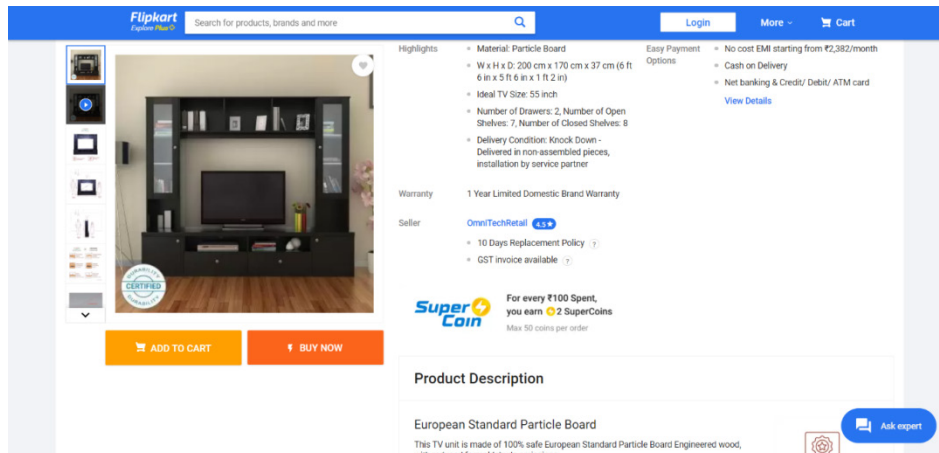 Flipkart
Explore Plus
Search for products, brands and more
Login
More
Cart
Highlights
Material: Particle Board
W x H x D: 200 cm x 170 cm x 37 cm (6 ft
6 in x 5 ft 6 in x 1 ft 2 in)
Ideal TV Size: 55 inch
Number of Drawers: 2, Number of Open
Shelves: 7, Number of Closed Shelves: 8
Delivery Condition: Knock Down -
Delivered in non-assembled pieces,
installation by service partner
Easy Payment
Options
No cost EMI starting from ₹2,382/month
Cash on Delivery
Net banking & Credit/ Debit/ ATM card
View Details
Warranty
1 Year Limited Domestic Brand Warranty
Seller
OmniTechRetail 4.5★
10 Days Replacement Policy ?
GST invoice available ?
DURABILITY
CERTIFIED
DURABILITY
Super
Coin
For every ₹100 Spent,
you earn 2 SuperCoins
Max 50 coins per order
ADD TO CART
BUY NOW
Product Description
European Standard Particle Board
This TV unit is made of 100% safe European Standard Particle Board Engineered wood,
Ask expert